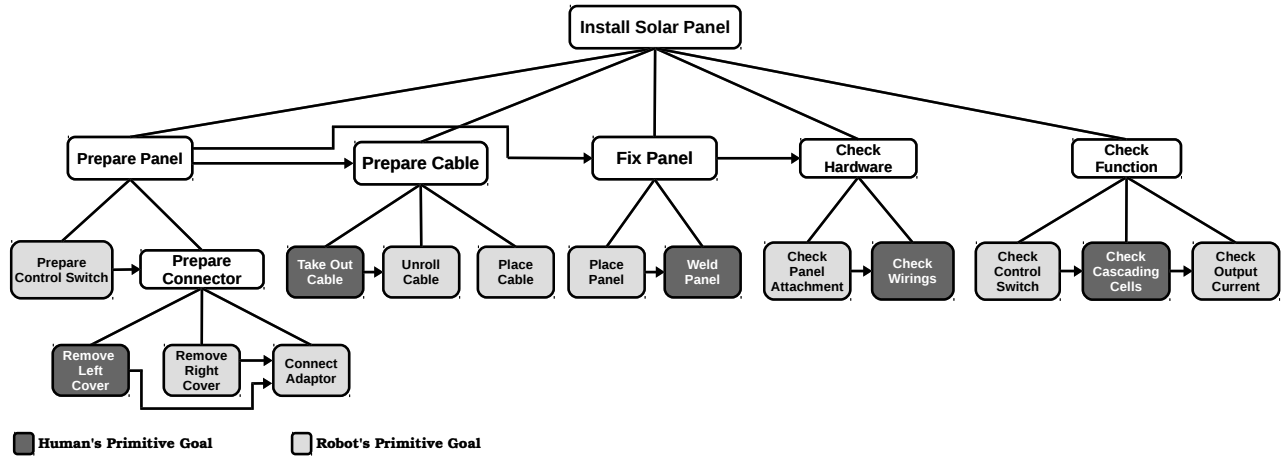 Install Solar Panel
Prepare Panel
Prepare Cable
Fix Panel
Check
Hardware
Check
Function
Prepare
Control Switch
Prepare
Connector
Take Out
Cable
Unroll
Cable
Place
Cable
Place
Panel
Weld
Panel
Check
Panel
Attachment
Check
Wirings
Check
Control
Switch
Check
Cascading
Cells
Check
Output
Current
Remove
Left
Cover
Remove
Right
Cover
Connect
Adaptor
Human's Primitive Goal
Robot's Primitive Goal